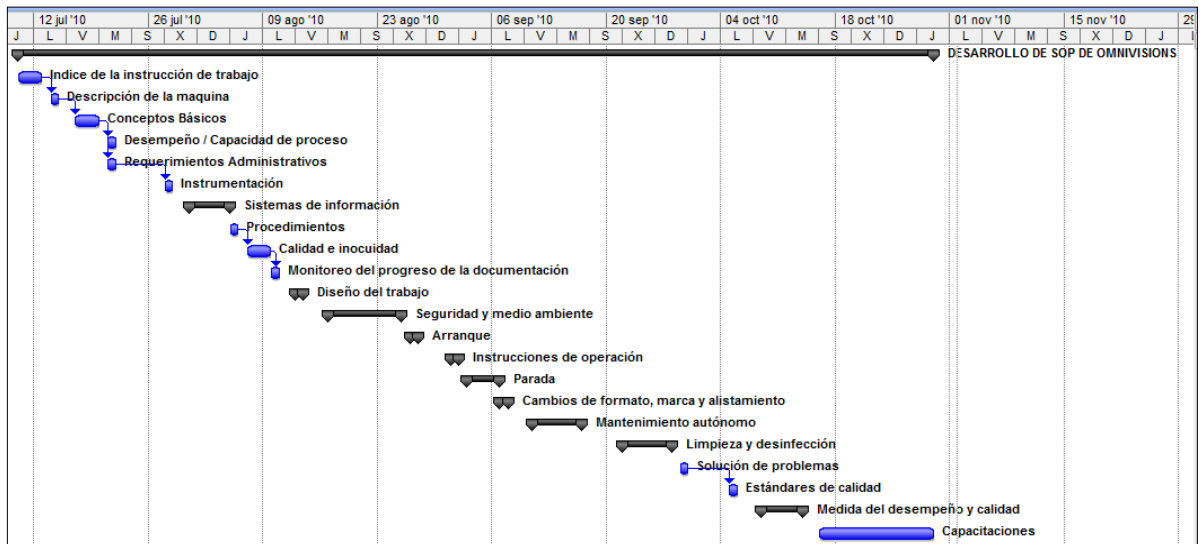 12 jul '10 26 jul '10 09 ago '10 23 ago '10 06 sep '10 20 sep '10 04 oct '10 18 oct '10 01 nov '10 15 nov '10 29
J L V M S X D J L V M S X D J L V M S X D J L V M S X D J L V M S X D J
DESARROLLO DE SOP DE OMNIVISIONS
Indice de la instrucción de trabajo
Descripción de la maquina
Conceptos Básicos
Desempeño / Capacidad de proceso
Requerimientos Administrativos
Instrumentación
Sistemas de información
Procedimientos
Calidad e inocuidad
Monitoreo del progreso de la documentación
Diseño del trabajo
Seguridad y medio ambiente
Arranque
Instrucciones de operación
Parada
Cambios de formato, marca y alistamiento
Mantenimiento autónomo
Limpieza y desinfección
Solución de problemas
Estándares de calidad
Medida del desempeño y calidad
Capacitaciones